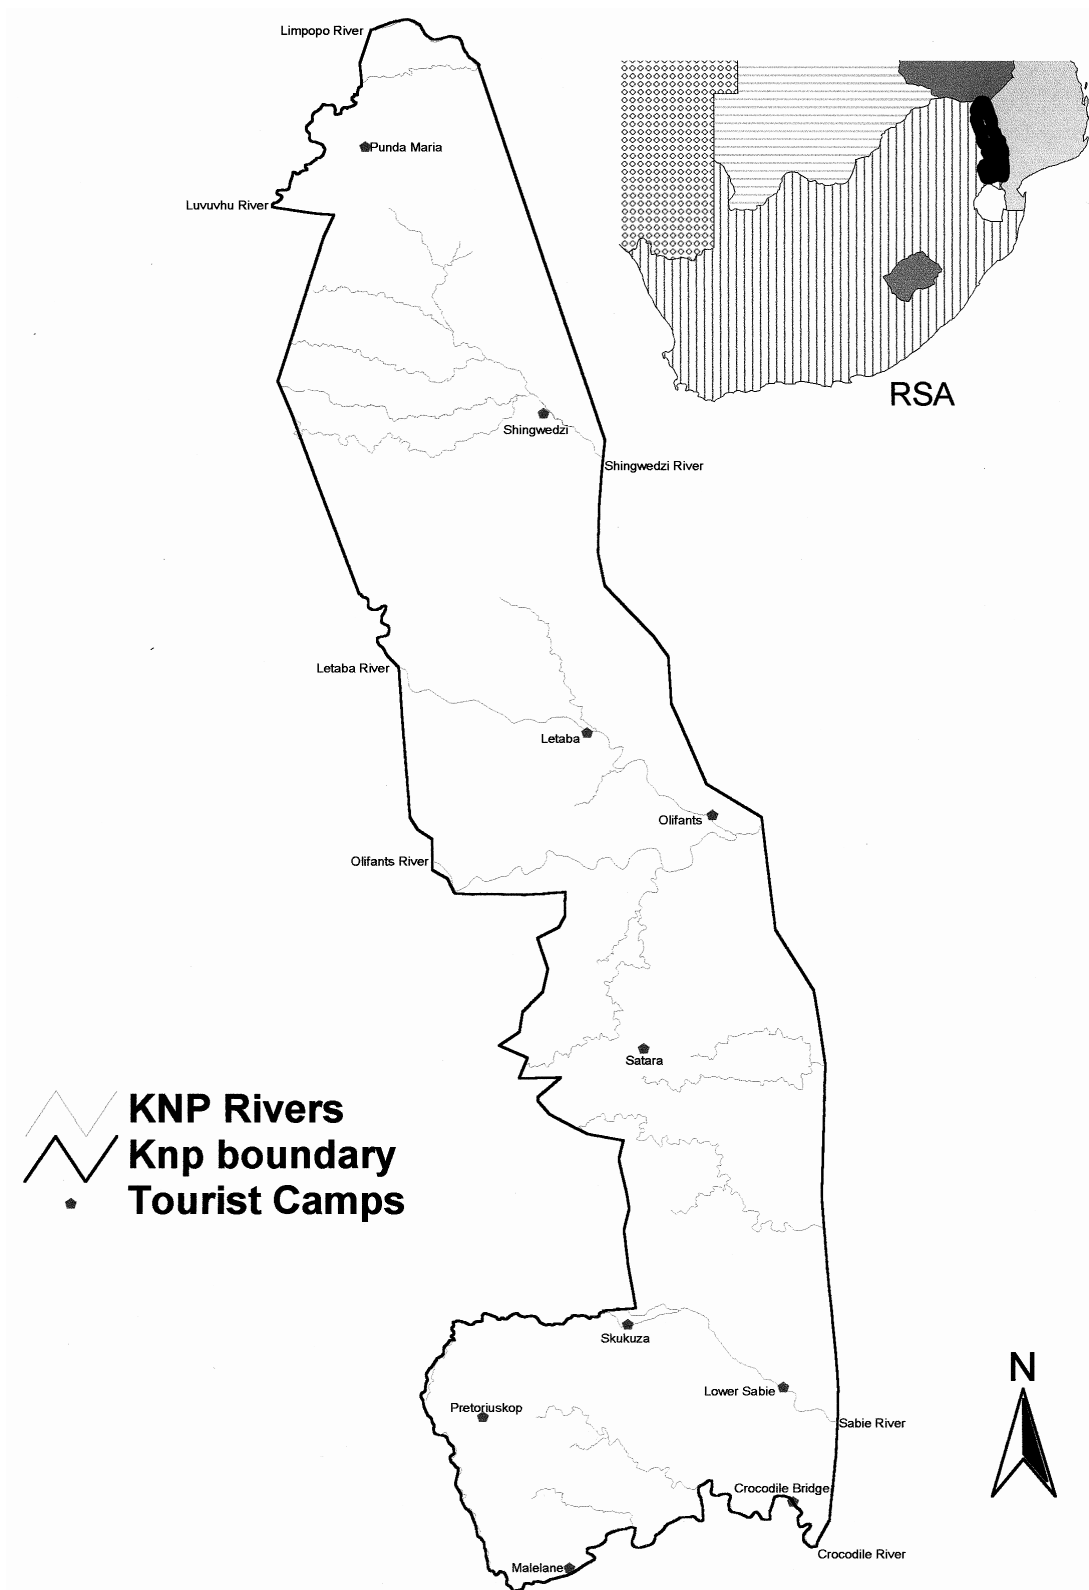 Limpopo River
Punda Maria
Luvuvhu River
RSA
Shingwedzi
Shingwedzi River
Letaba River
Letaba
Olifants
Olifants River
Satara
KNP Rivers
Knp boundary
Tourist Camps
Skukuza
N
Lower Sabie
Pretoriuskop
Sabie River
Crocodile Bridge
Crocodile River
Malelane